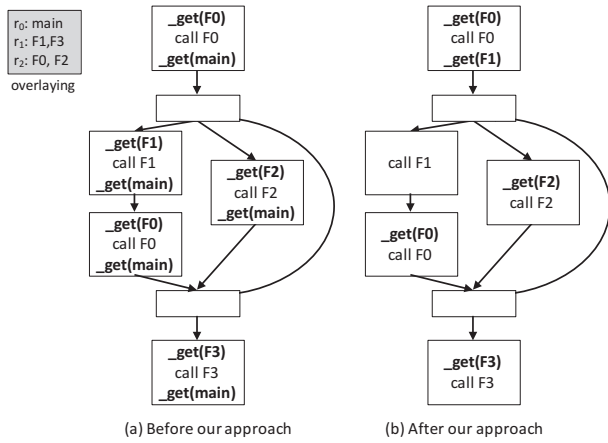 r0: main
r1: F1,F3
r2: F0, F2
overlaying
_get(F0)
call F0
_get(main)
_get(F1)
call F1
_get(main)
_get(F2)
call F2
_get(main)
_get(F0)
call F0
_get(main)
_get(F3)
call F3
_get(main)
(a) Before our approach
_get(F0)
call F0
_get(F1)
call F1
_get(F2)
call F2
_get(F0)
call F0
_get(F3)
call F3
(b) After our approach